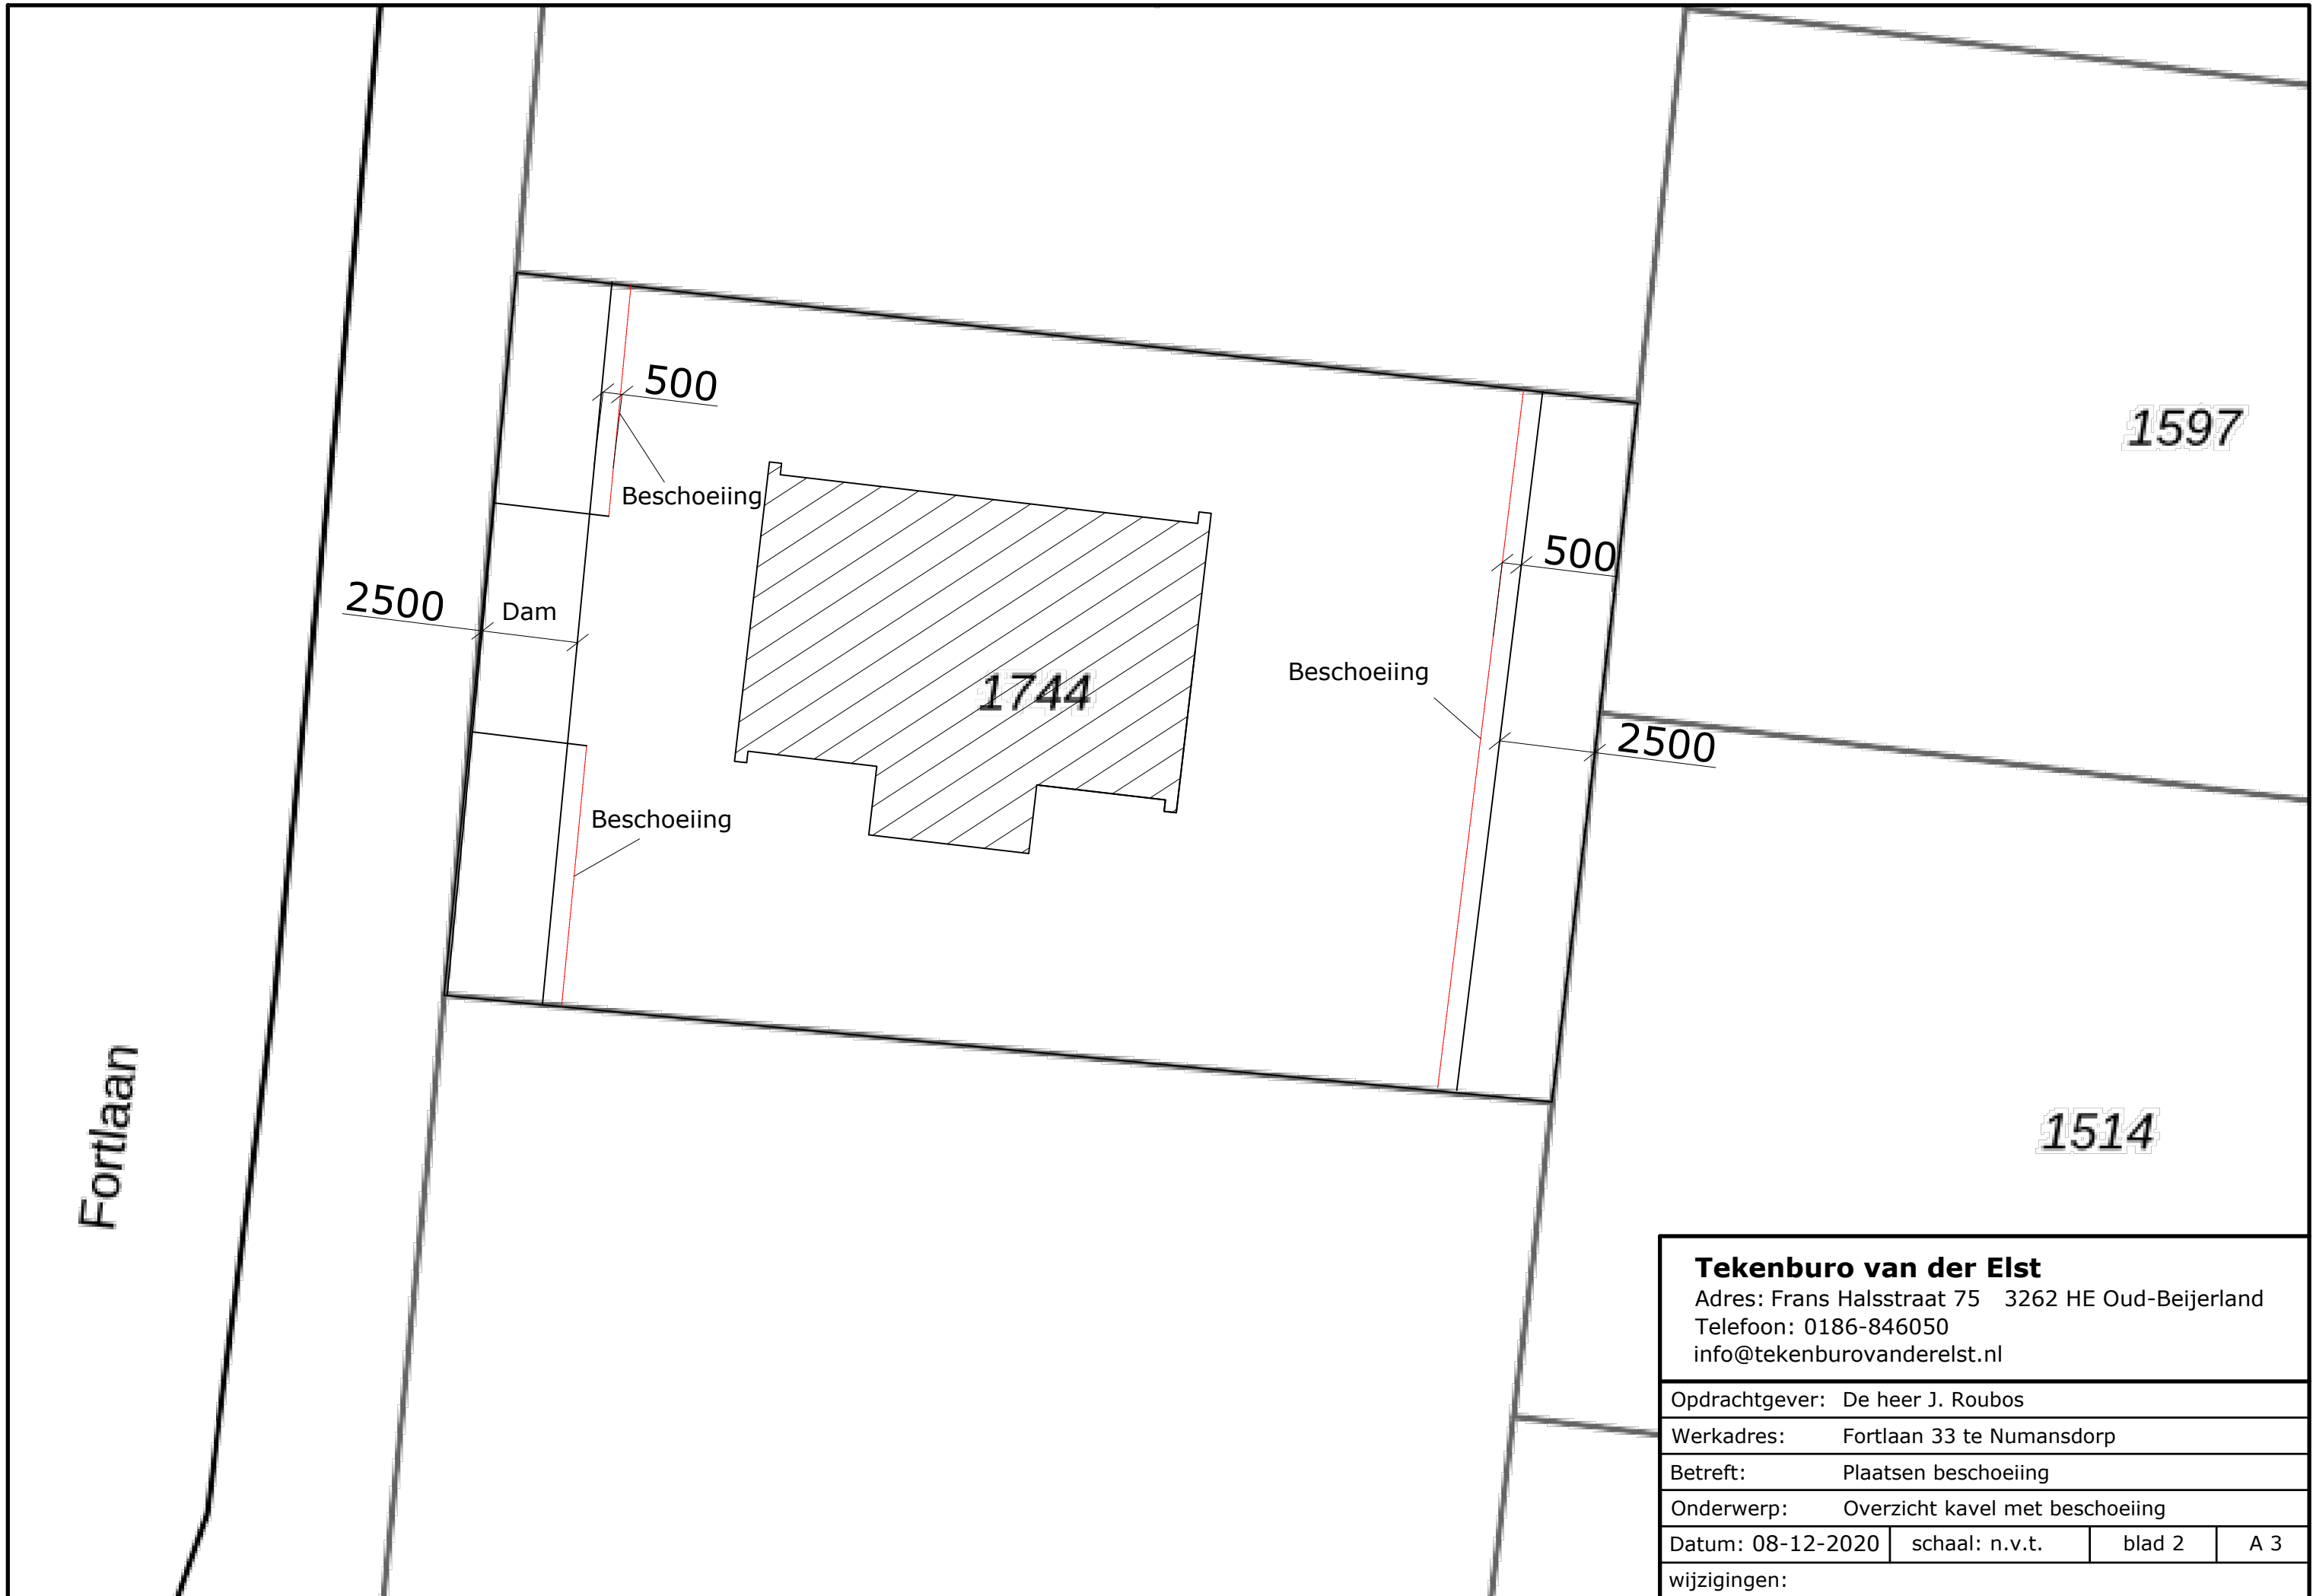 500
Beschoeiing
1597
500
2500
Dam
1744
Beschoeiing
2500
Beschoeiing
Fortlaan
1514
Tekenburo van der Elst
Adres: Frans Halsstraat 75 3262 HE Oud-Beijerland
Telefoon: 0186-846050
info@tekenburovanderelst.nl
Opdrachtgever: De heer J. Roubos
Werkadres: Fortlaan 33 te Numansdorp
Betreft: Plaatsen beschoeiing
Onderwerp: Overzicht kavel met beschoeiing
Datum: 08-12-2020 schaal: n.v.t. blad 2 A 3
wijzigingen: